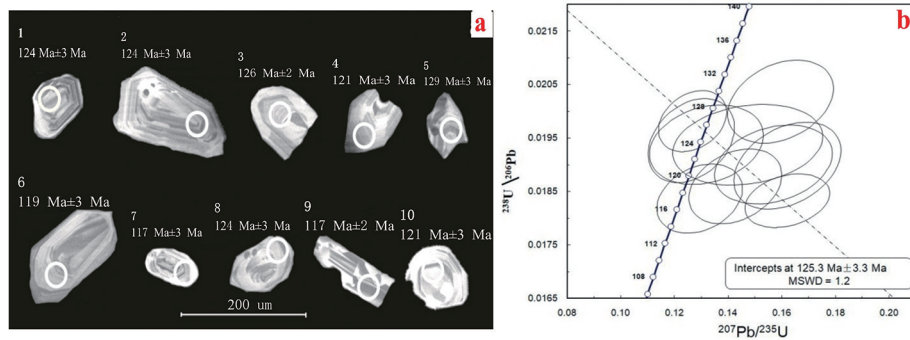 a
1
124 Ma±3 Ma
2
124 Ma±3 Ma
3
126 Ma±2 Ma
4
121 Ma±3 Ma
5
129 Ma±3 Ma
6
119 Ma±3 Ma
7
117 Ma±3 Ma
8
124 Ma±3 Ma
9
117 Ma±2 Ma
10
121 Ma±3 Ma
200 um
b
0.0215
0.0205
0.0195
0.0185
0.0175
0.0165
²³⁸U \ ²⁰⁶Pb
140
136
132
128
124
120
116
112
108
Intercepts at 125.3 Ma±3.3 Ma
MSWD = 1.2
0.08 0.10 0.12 0.14 0.16 0.18 0.20
²⁰⁷Pb/²³⁵U